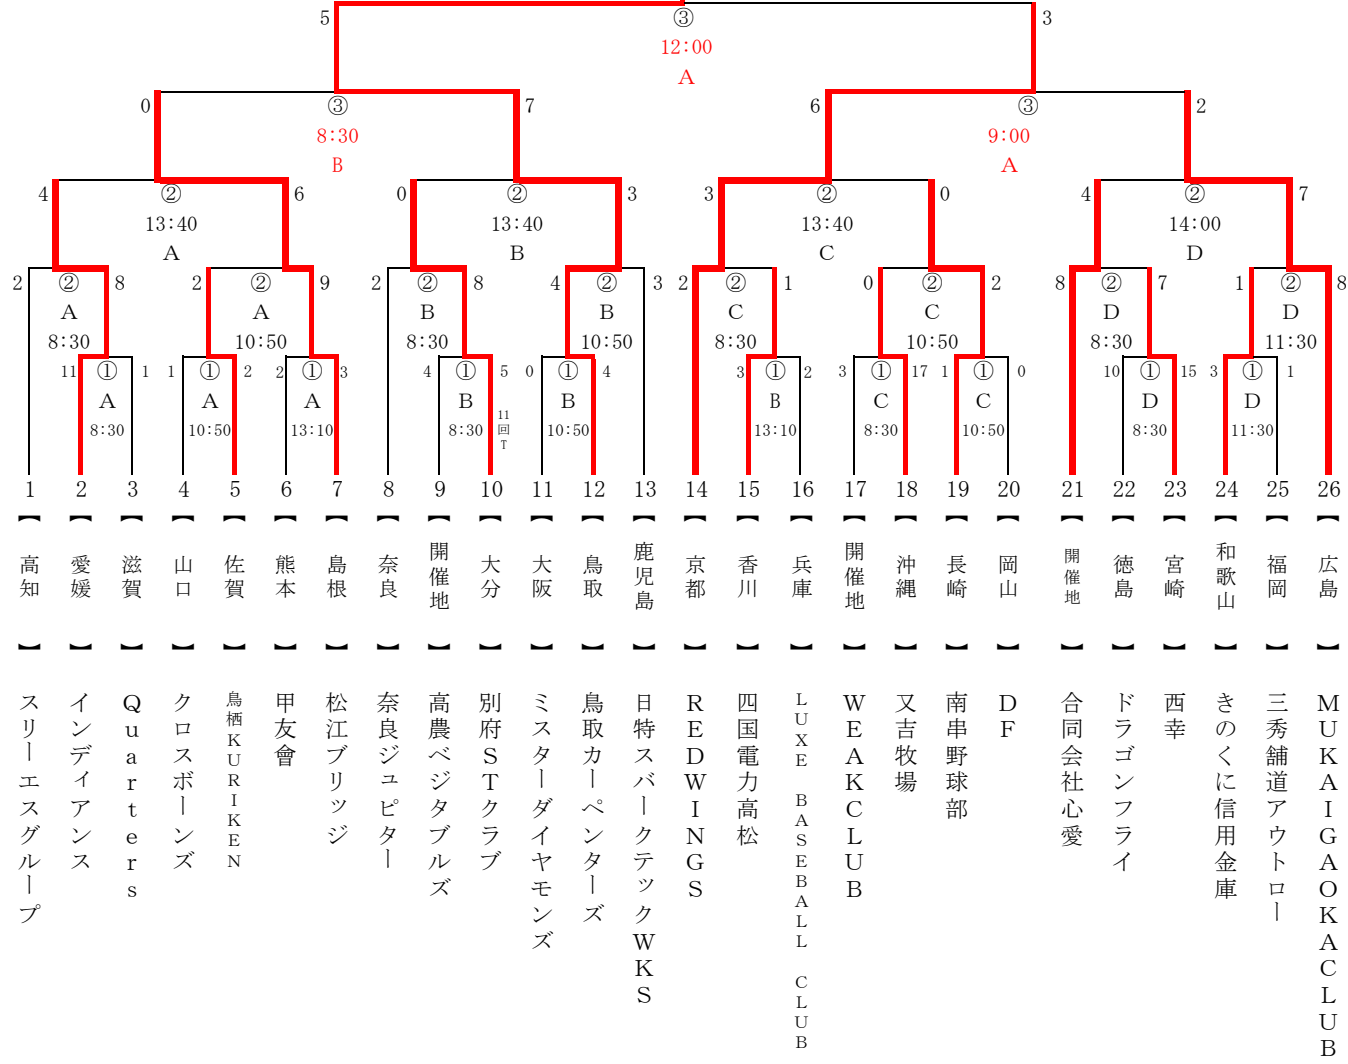 5 ③ 3
12:00
A
0 ③ 7 6 ③ 2
8:30 9:00
B A
4 ② 6 0 ② 3 3 ② 0 4 ② 7
13:40 13:40 13:40 14:00
A B C D
2 ② 8 2 ② 9 2 ② 8 4 ② 3 2 ② 1 0 ② 2 8 ② 7 1 ② 8
A A B B C C D D
8:30 10:50 8:30 10:50 8:30 10:50 8:30 11:30
11 ① 1 1 ① 2 2 ① 3 4 ① 5 0 ① 4 3 ① 2 3 ① 17 1 ① 0 10 ① 15 3 ① 1
A A A B B B C C D D
8:30 10:50 13:10 8:30 10:50 13:10 8:30 10:50 8:30 11:30
11回T
1 2 3 4 5 6 7 8 9 10 11 12 13 14 15 16 17 18 19 20 21 22 23 24 25 26
【高知】スリーエスグループ
【愛媛】インディアンス
【滋賀】Quarters
【山口】クロスボーンズ
【佐賀】鳥栖KURIKEN
【熊本】甲友會
【島根】松江ブリッジ
【奈良】奈良ジュピター
【開催地】高農ベジタブルズ
【大分】別府STクラブ
【大阪】ミスターダイヤモンズ
【鳥取】鳥取カーペンターズ
【鹿児島】日特スパークテックWKS
【京都】REDWINGS
【香川】四国電力高松
【兵庫】LUXE BASEBALL CLUB
【開催地】WEAKCLUB
【沖縄】又吉牧場
【長崎】南串野球部
【岡山】DF
【開催地】合同会社心愛
【徳島】ドラゴンフライ
【宮崎】西幸
【和歌山】きのくに信用金庫
【福岡】三秀舗道アウトロー
【広島】MUKAIGAOKACLUB